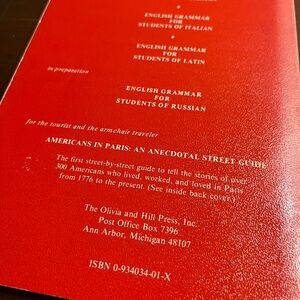 ENGLISH GRAMMAR
FOR
STUDENTS OF ITALIAN
ENGLISH GRAMMAR
FOR
STUDENTS OF LATIN
in preparation
ENGLISH GRAMMAR
FOR
STUDENTS OF RUSSIAN
for the tourist and the armchair traveler
AMERICANS IN PARIS: AN ANECDOTAL STREET GUIDE
The first street-by-street guide to tell the stories of over
300 Americans who lived, worked, and loved in Paris
from 1776 to the present. (See inside back cover.)
The Olivia and Hill Press, Inc.
Post Office Box 7396
Ann Arbor, Michigan 48107
ISBN 0-934034-01-X